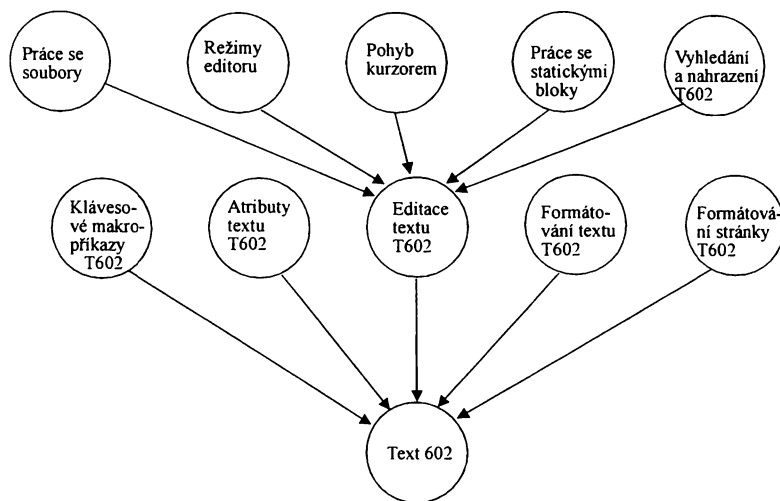 Práce se
soubory
Režimy
editoru
Pohyb
kurzorem
Práce se
statickými
bloky
Vyhledání
a nahrazení
T602
Kláveso-
vé makro-
příkazy
T602
Atributy
textu
T602
Editace
textu
T602
Formáto-
vání textu
T602
Formátová-
ní stránky
T602
Text 602